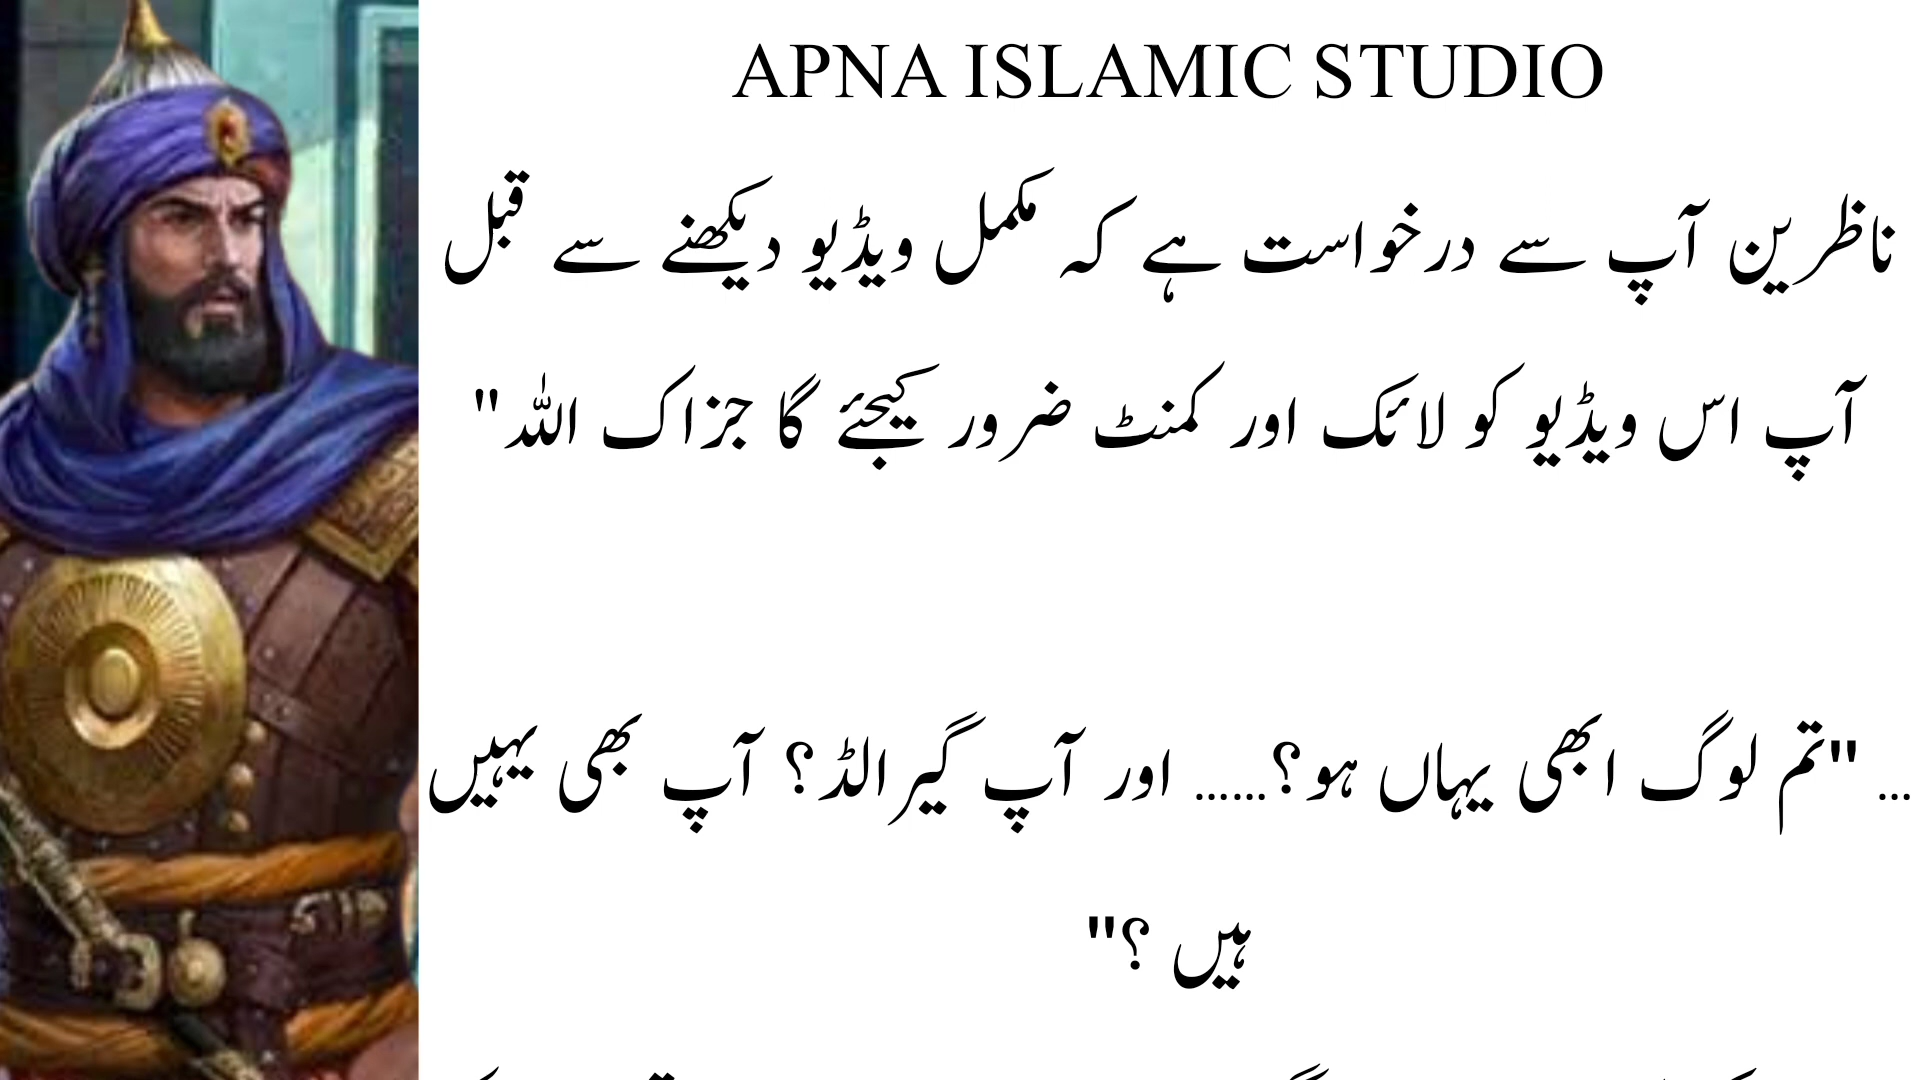 APNA ISLAMIC STUDIO
ناظرین آپ سے درخواست ہے کہ مکمل ویڈیو دیکھنے سے قبل
آپ اس ویڈیو کو لائک اور کمنٹ ضرور کیجئے گا جزاک اللہ"
... "تم لوگ ابھی یہاں ہو؟...... اور آپ گیرالڈ؟ آپ بھی یہیں
ہیں ؟"